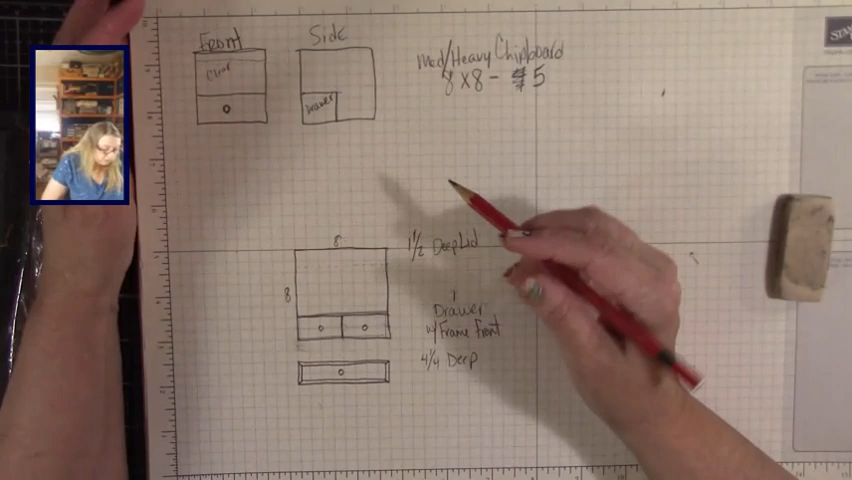 Front
Side
Clear
Drawer
Med/Heavy Chipboard
8 x 8 - 5
8
8
1 1/2 Deep Lid
Drawer
w/Frame Front
4 1/4 Deep